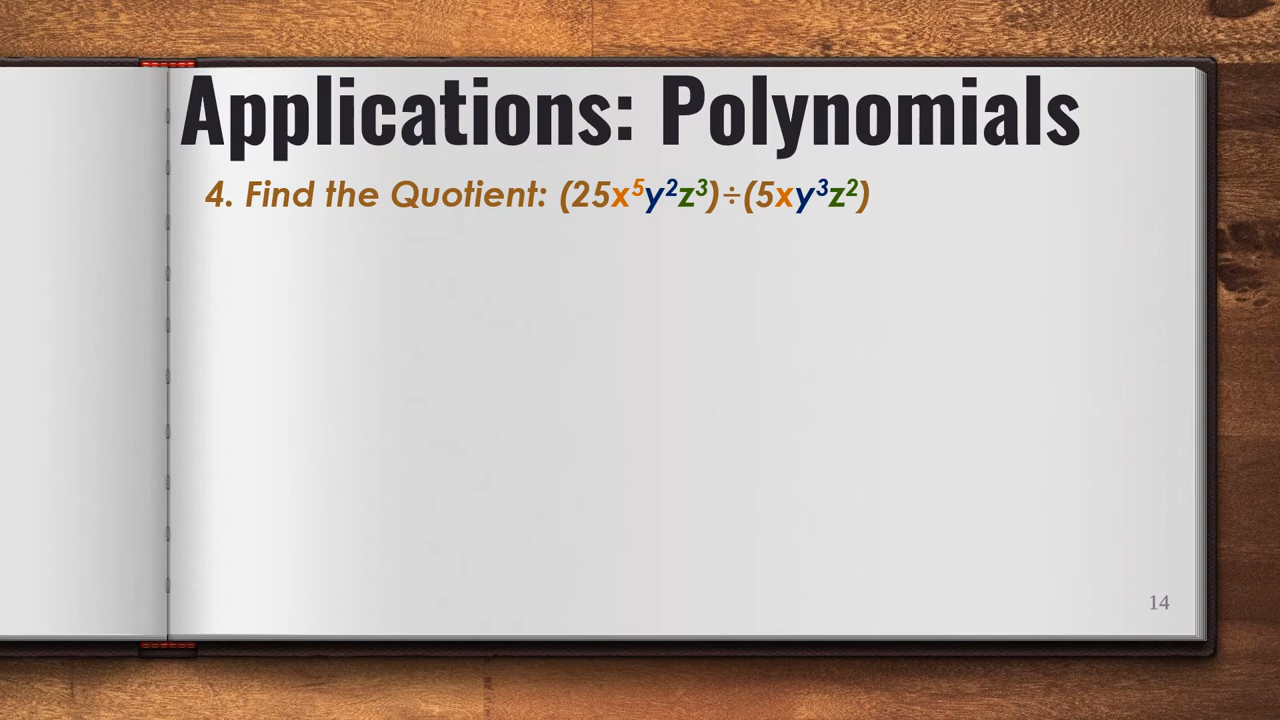 Applications: Polynomials
4. Find the Quotient: (25x⁵y²z³)÷(5xy³z²)
14